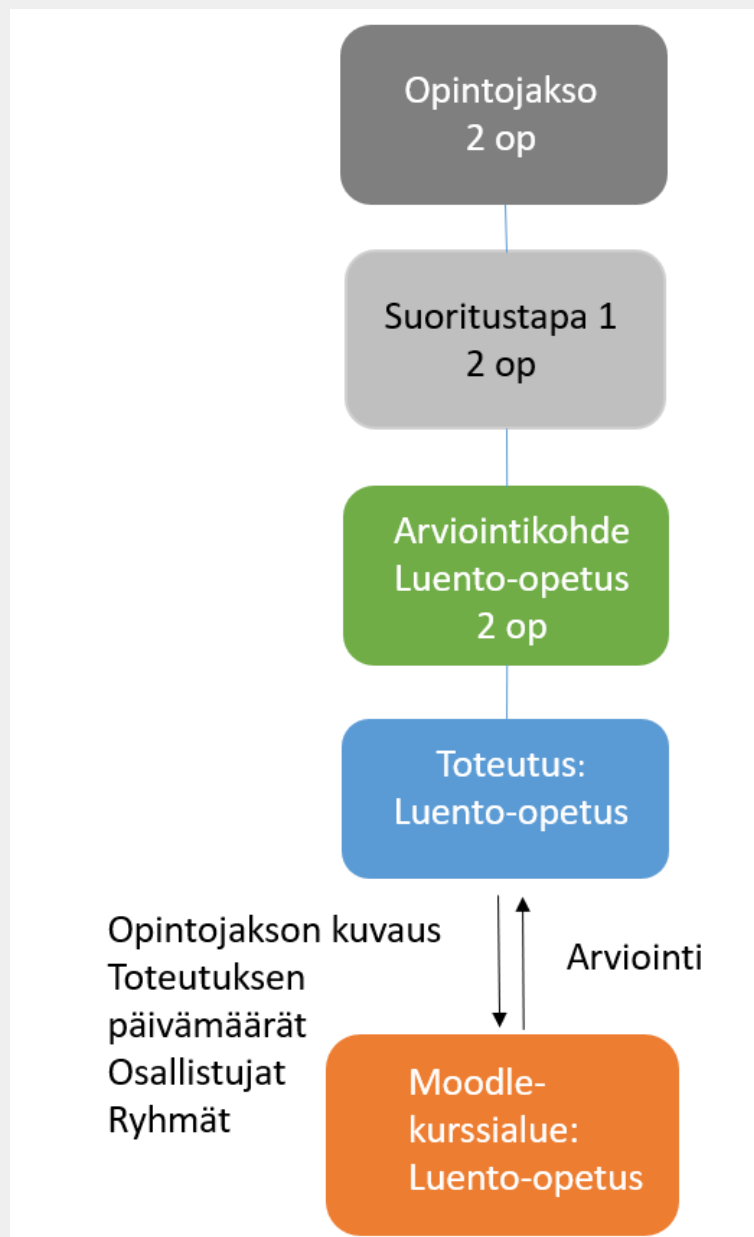 Opintojakso
2 op
Suoritustapa 1
2 op
Arviointikohde
Luento-opetus
2 op
Toteutus:
Luento-opetus
Opintojakson kuvaus
Toteutuksen
päivämäärät
Osallistujat
Ryhmät
Arviointi
Moodle-
kurssialue:
Luento-opetus